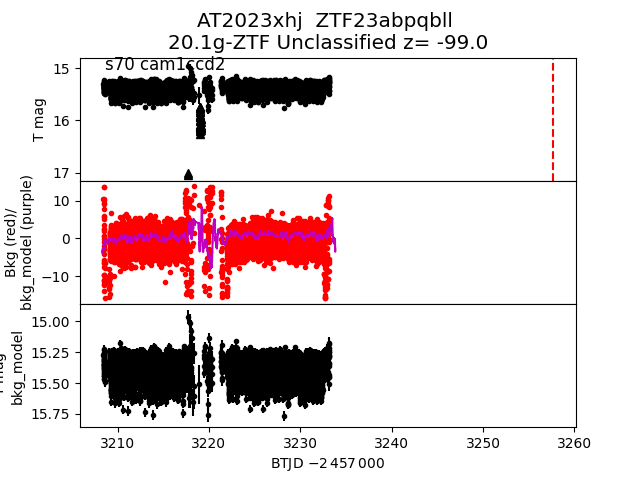 AT2023xhj ZTF23abpqbll
20.1g-ZTF Unclassified z= -99.0
s70 cam1ccd2
T mag
15
16
17
Bkg (red)/
bkg_model (purple)
10
0
−10
bkg_model
15.00
15.25
15.50
15.75
3210 3220 3230 3240 3250 3260
BTJD −2 457 000